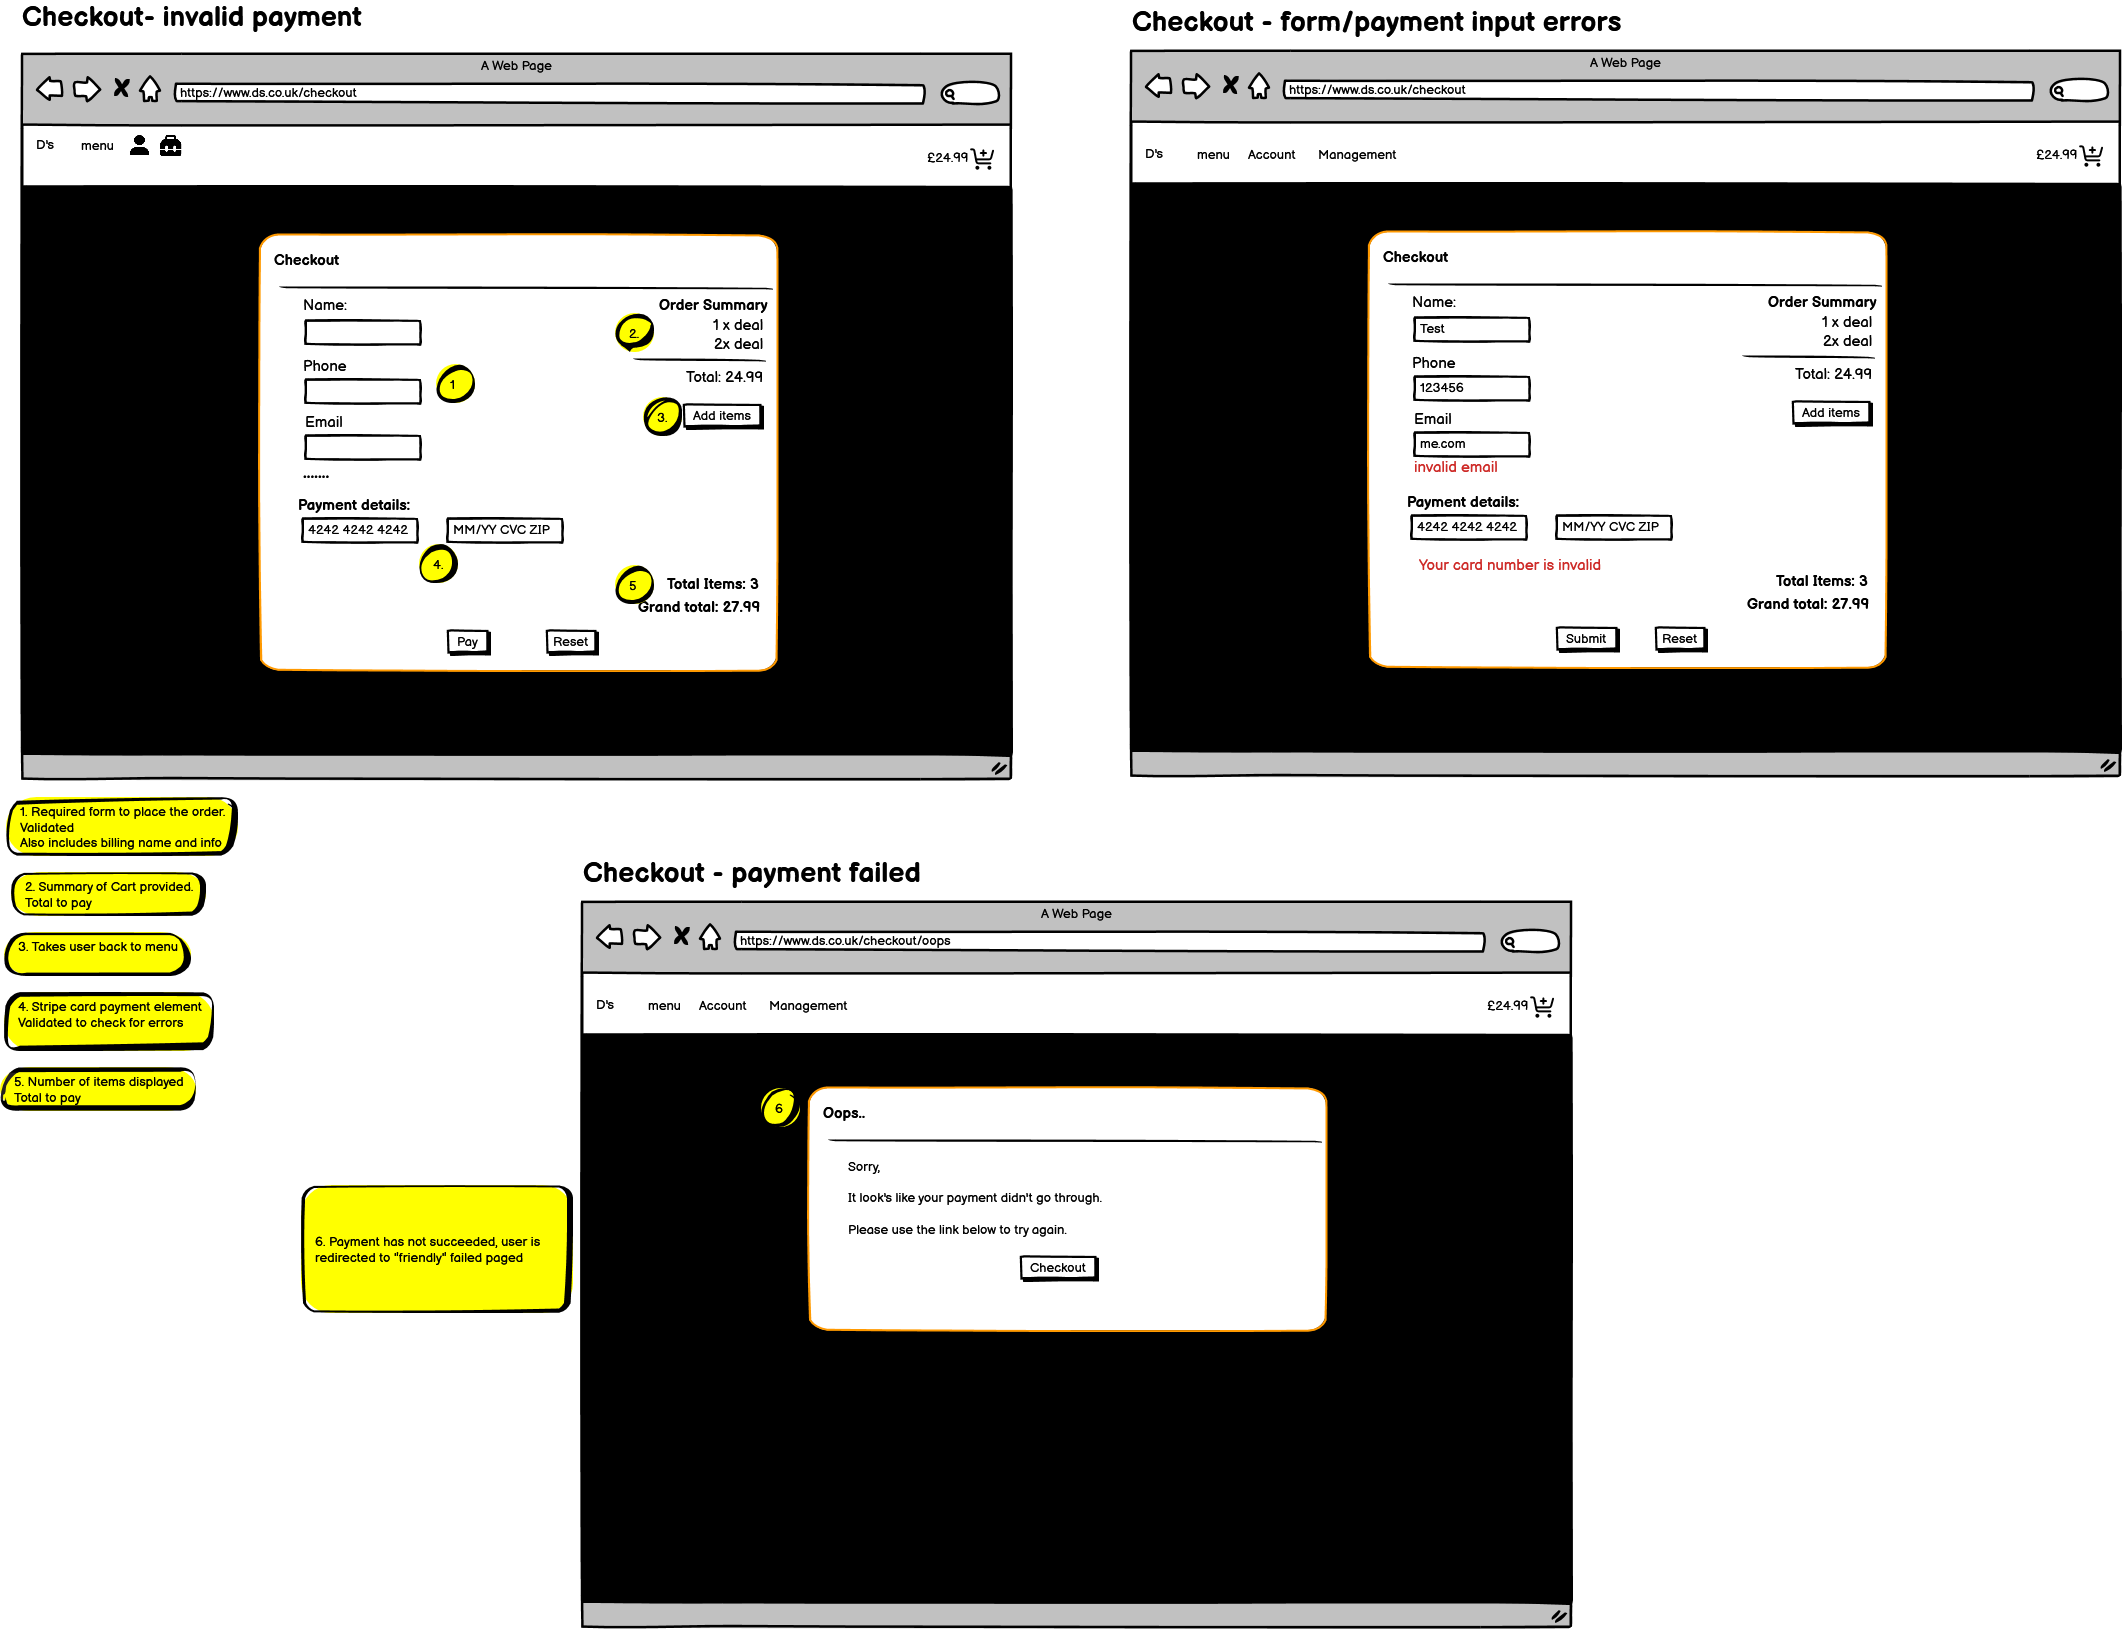 Checkout- invalid payment
A Web Page
https://www.ds.co.uk/checkout
D's menu £24.99
Checkout
Name:
Order Summary
1 x deal
2.
2x deal
Phone
Total: 24.99
1
3. Add items
Email
.......
Payment details:
4242 4242 4242 MM/YY CVC ZIP
4.
5 Total Items: 3
Grand total: 27.99
Pay Reset
Checkout - form/payment input errors
A Web Page
https://www.ds.co.uk/checkout
D's menu Account Management £24.99
Checkout
Name: Order Summary
Test 1 x deal
2x deal
Phone
Total: 24.99
123456
Add items
Email
me.com
invalid email
Payment details:
4242 4242 4242 MM/YY CVC ZIP
Your card number is invalid
Total Items: 3
Grand total: 27.99
Submit Reset
1. Required form to place the order.
Validated
Also includes billing name and info
2. Summary of Cart provided.
Total to pay
3. Takes user back to menu
4. Stripe card payment element
Validated to check for errors
5. Number of items displayed
Total to pay
Checkout - payment failed
A Web Page
https://www.ds.co.uk/checkout/oops
D's menu Account Management £24.99
6
Oops..
Sorry,
It look's like your payment didn't go through.
Please use the link below to try again.
Checkout
6. Payment has not succeeded, user is
redirected to "friendly" failed paged